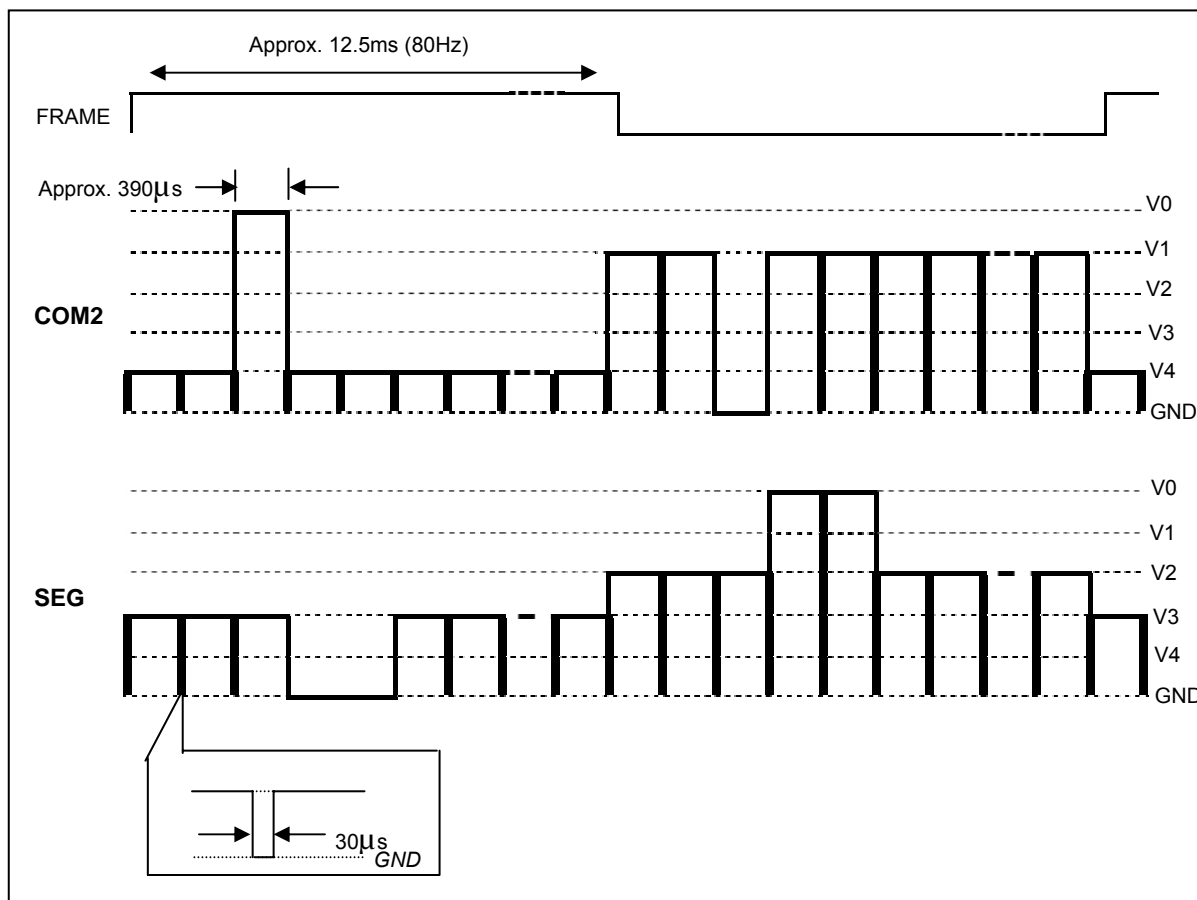 Approx. 12.5ms (80Hz)
FRAME
Approx. 390µs
V0
V1
V2
COM2
V3
V4
GND
V0
V1
V2
SEG
V3
V4
GND
30µs
GND